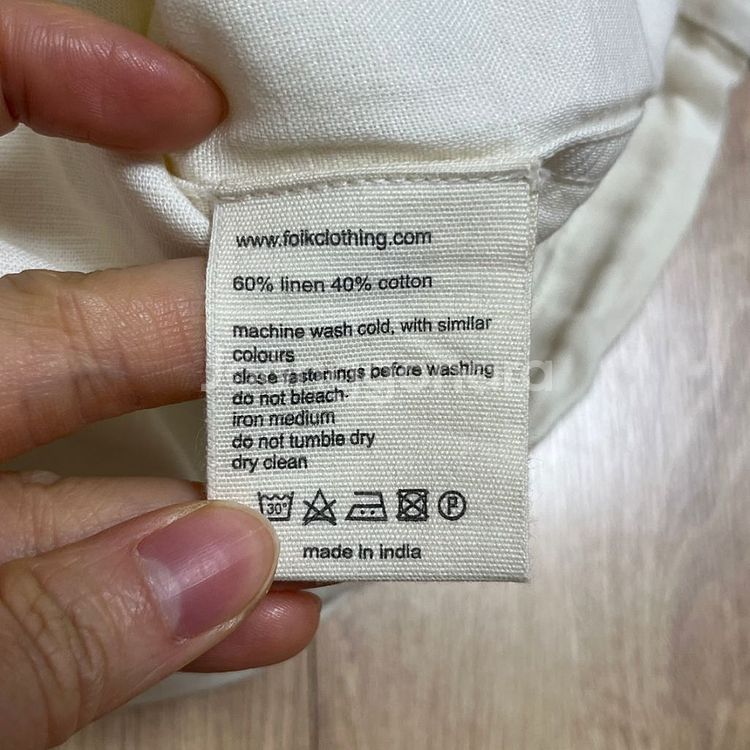 www.folkclothing.com
60% linen 40% cotton
machine wash cold, with similar
colours
close fastenings before washing
do not bleach
iron medium
do not tumble dry
dry clean
30° P
made in india